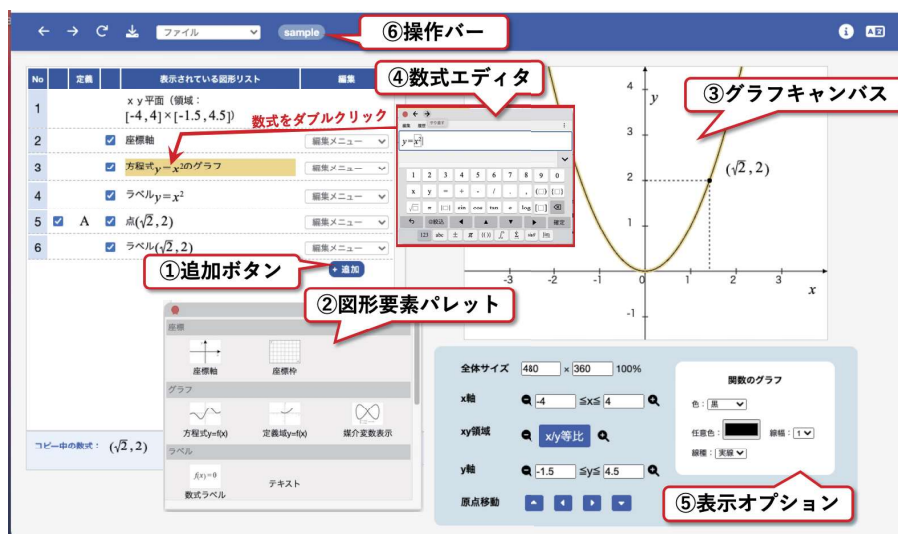 ファイル
sample
⑥操作バー
i
No 定義 表示されている図形リスト 編集
1 x y平面(領域：
[-4 , 4]×[-1.5 , 4.5])
2 座標軸 編集メニュー
3 方程式y=x²のグラフ 編集メニュー
4 ラベルy=x² 編集メニュー
5 A 点(√2 , 2) 編集メニュー
6 ラベル(√2 , 2) 編集メニュー
+ 追加
数式をダブルクリック
①追加ボタン
④数式エディタ
編集
y=x²
1 2 3 4 5 6 7 8 9 0
x y = + - / . , (□) {□}
√□ e |□| sin cos tan π log [□]
確定
123 abc ± π
③グラフキャンバス
4
y
3
2
(√2 , 2)
1
-3 -2 -1 0 1 2 3
x
-1
②図形要素パレット
座標
座標軸 座標枠
グラフ
方程式y=f(x) 定義域y=f(x) 媒介変数表示
ラベル
f(x)=0
数式ラベル テキスト
コピー中の数式： (√2 , 2)
全体サイズ 480 × 360 100%
x軸 -4 ≦x≦ 4
xy領域 x/y等比
y軸 -1.5 ≦y≦ 4.5
原点移動
関数のグラフ
色： 黒
任意色： 線幅： 1
線種： 実線
⑤表示オプション